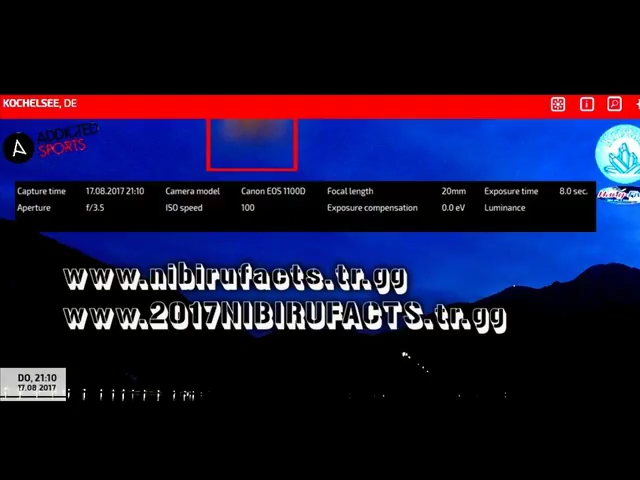 KOCHELSEE, DE
ADDICTED
SPORTS
Capture time 17.08.2017 21:10 Camera model Canon EOS 1100D Focal length 20mm Exposure time 8.0 sec.
Aperture f/3.5 ISO speed 100 Exposure compensation 0.0 eV Luminance
www.nibirufacts.tr.gg
www.2017NIBIRUFACTS.tr.gg
DO, 21:10
17.08.2017